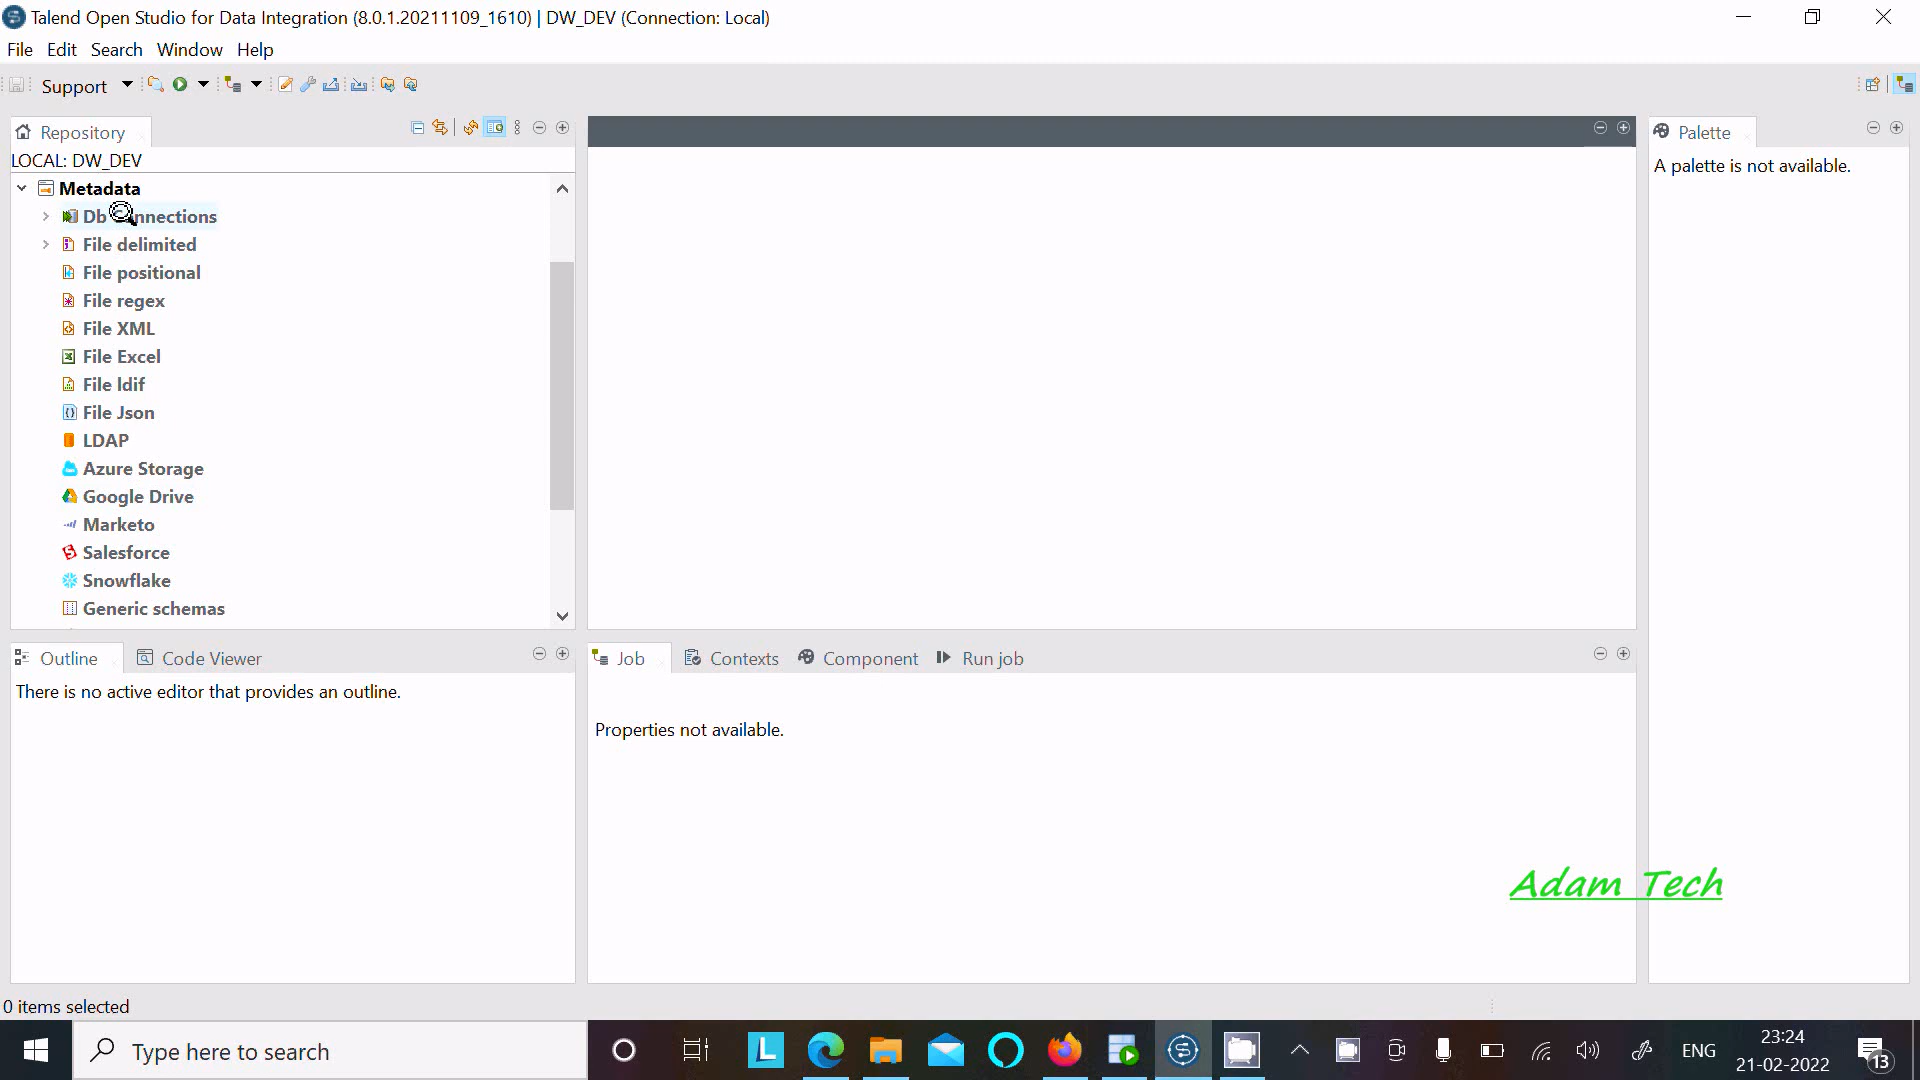 Talend Open Studio for Data Integration (8.0.1.20211109_1610) | DW_DEV (Connection: Local)
File Edit Search Window Help
Support
Repository
LOCAL: DW_DEV
Metadata
Db Connections
File delimited
File positional
File regex
File XML
File Excel
File ldif
File Json
LDAP
Azure Storage
Google Drive
Marketo
Salesforce
Snowflake
Generic schemas
Palette
A palette is not available.
Outline Code Viewer
There is no active editor that provides an outline.
Job Contexts Component Run job
Properties not available.
Adam Tech
0 items selected
Type here to search
L
ENG
23:24
21-02-2022
13